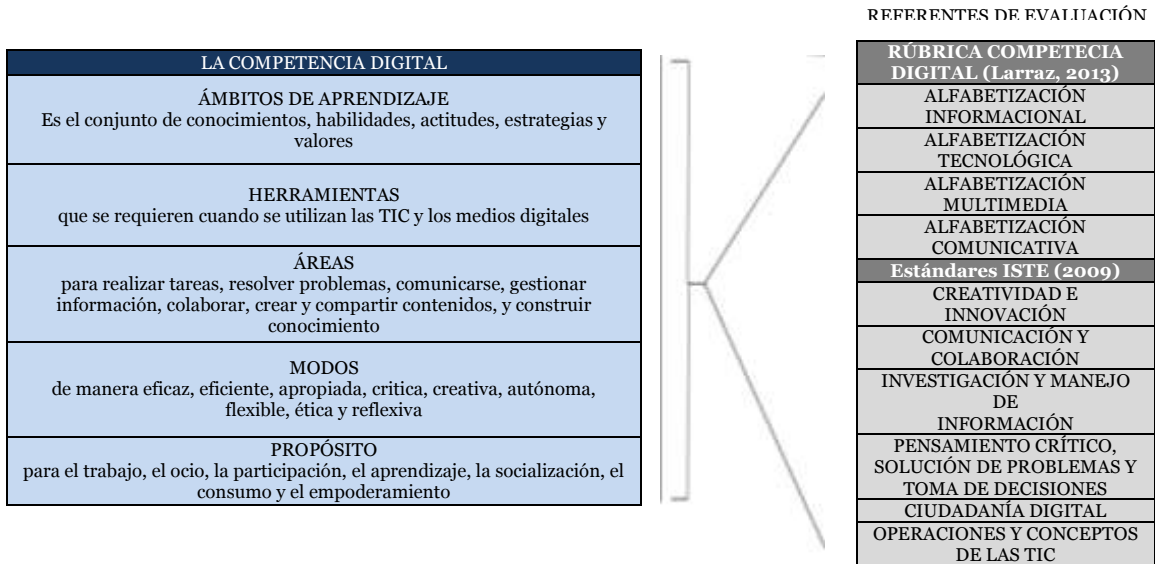 REFERENTES DE EVALUACIÓN
LA COMPETENCIA DIGITAL
ÁMBITOS DE APRENDIZAJE
Es el conjunto de conocimientos, habilidades, actitudes, estrategias y
valores
HERRAMIENTAS
que se requieren cuando se utilizan las TIC y los medios digitales
ÁREAS
para realizar tareas, resolver problemas, comunicarse, gestionar
información, colaborar, crear y compartir contenidos, y construir
conocimiento
MODOS
de manera eficaz, eficiente, apropiada, critica, creativa, autónoma,
flexible, ética y reflexiva
PROPÓSITO
para el trabajo, el ocio, la participación, el aprendizaje, la socialización, el
consumo y el empoderamiento
RÚBRICA COMPETECIA
DIGITAL (Larraz, 2013)
ALFABETIZACIÓN
INFORMACIONAL
ALFABETIZACIÓN
TECNOLÓGICA
ALFABETIZACIÓN
MULTIMEDIA
ALFABETIZACIÓN
COMUNICATIVA
Estándares ISTE (2009)
CREATIVIDAD E
INNOVACIÓN
COMUNICACIÓN Y
COLABORACIÓN
INVESTIGACIÓN Y MANEJO
DE
INFORMACIÓN
PENSAMIENTO CRÍTICO,
SOLUCIÓN DE PROBLEMAS Y
TOMA DE DECISIONES
CIUDADANÍA DIGITAL
OPERACIONES Y CONCEPTOS
DE LAS TIC